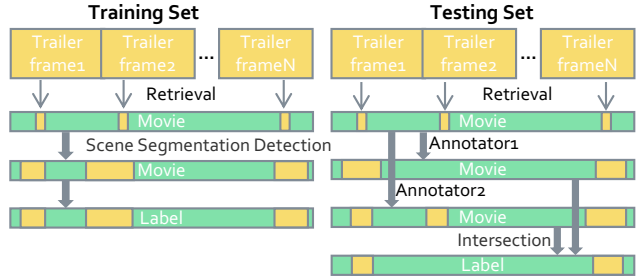 Training Set
Trailer frame1
Trailer frame2
...
Trailer frameN
Retrieval
Movie
Scene Segmentation Detection
Movie
Label
Testing Set
Trailer frame1
Trailer frame2
...
Trailer frameN
Retrieval
Movie
Annotator1
Movie
Annotator2
Movie
Intersection
Label